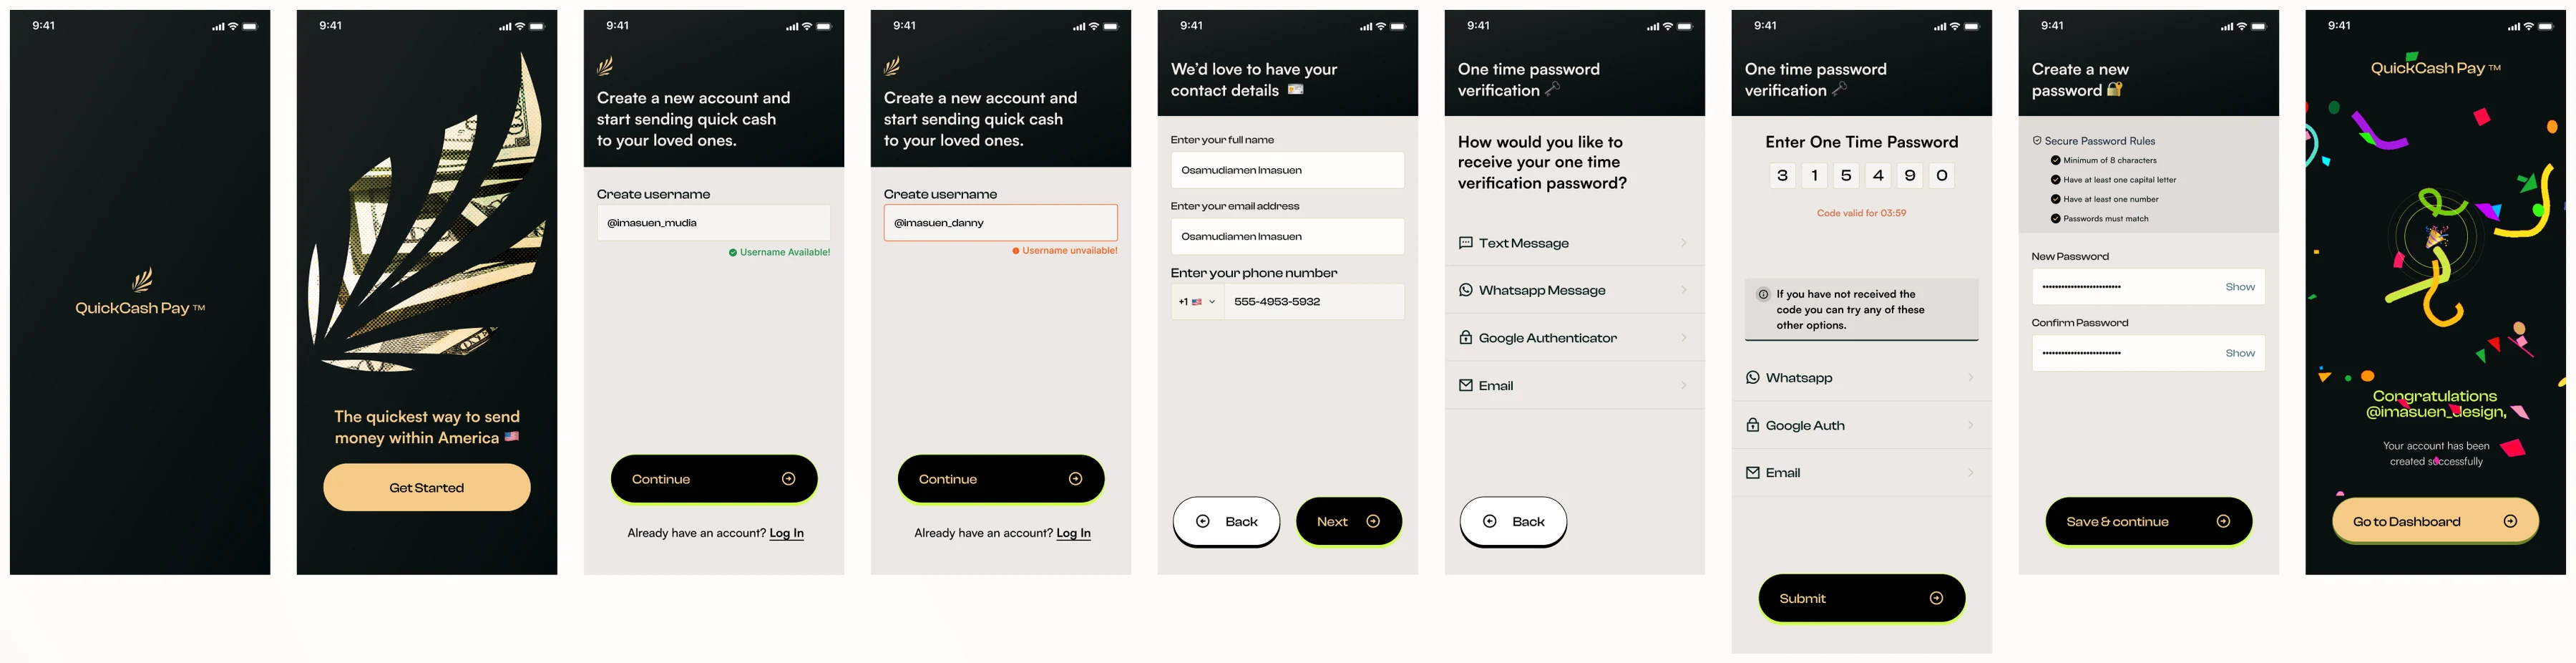 9:41
QuickCash Pay ™
9:41
The quickest way to send
money within America 🇺🇸
Get Started
9:41
Create a new account and
start sending quick cash
to your loved ones.
Create username
@imasuen_mudia
Username Available!
Continue
Already have an account? Log In
9:41
Create a new account and
start sending quick cash
to your loved ones.
Create username
@imasuen_danny
Username unvailable!
Continue
Already have an account? Log In
9:41
We'd love to have your
contact details
Enter your full name
Osamudiamen Imasuen
Enter your email address
Osamudiamen Imasuen
Enter your phone number
+1 555-4953-5932
Back
Next
9:41
One time password
verification
How would you like to
receive your one time
verification password?
Text Message
Whatsapp Message
Google Authenticator
Email
Back
9:41
One time password
verification
Enter One Time Password
3 1 5 4 9 0
Code valid for 03:59
If you have not received the
code you can try any of these
other options.
Whatsapp
Google Auth
Email
Submit
9:41
Create a new
password
Secure Password Rules
Minimum of 8 characters
Have at least one capital letter
Have at least one number
Passwords must match
New Password
Show
Confirm Password
Show
Save & continue
9:41
QuickCash Pay ™
Congratulations
@imasuen_design,
Your account has been
created successfully
Go to Dashboard